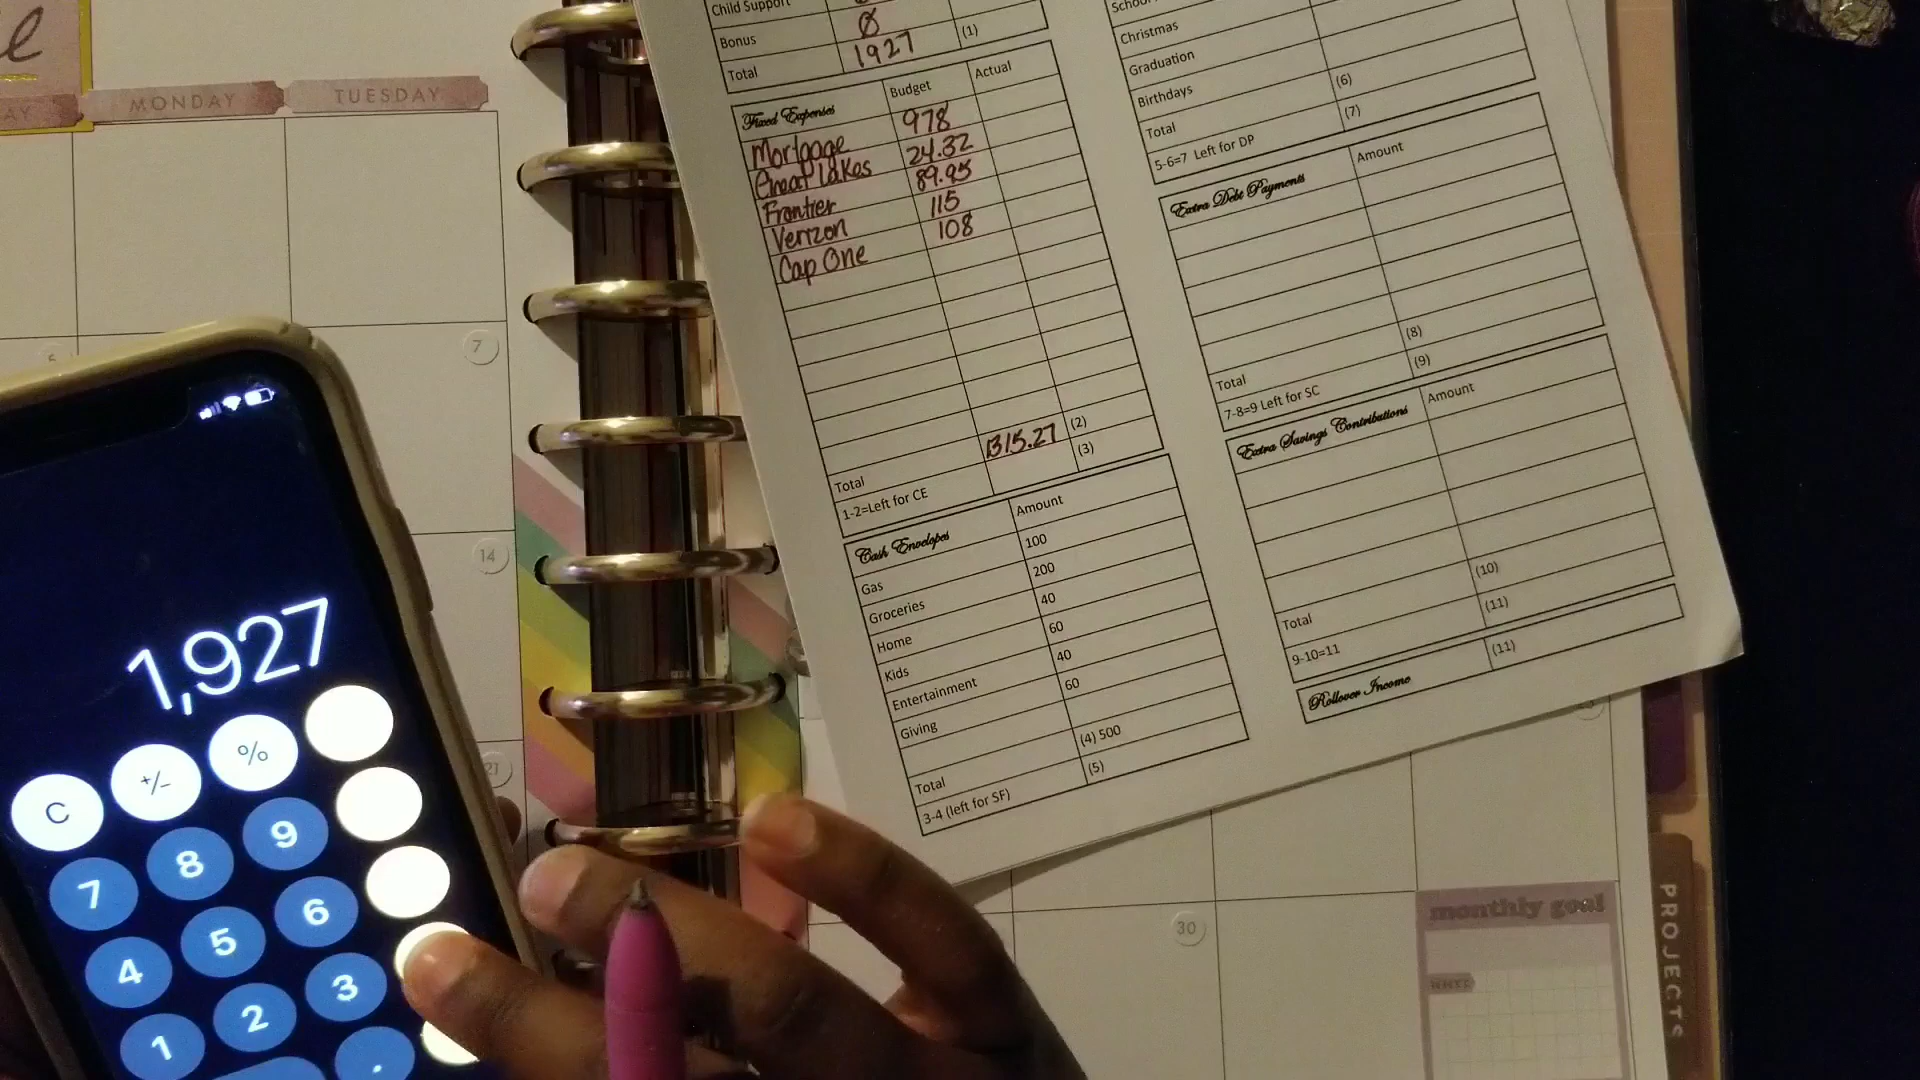 e
AY
MONDAY
TUESDAY
7
14
21
30
Child Support
Bonus 0
Total 1927 (1)
Fixed Expenses Budget Actual
Mortgage 978
Great Lakes 24.32
Frontier 89.95
Verizon 115
Cap One 108
Total 1315.27 (2)
1-2=Left for CE (3)
Cash Envelopes Amount
Gas 100
Groceries 200
Home 40
Kids 60
Entertainment 40
Giving 60
Total (4) 500
3-4 (left for SF) (5)
Christmas
Graduation
Birthdays
Total (6)
5-6=7 Left for DP (7)
Extra Debt Payments Amount
Total (8)
7-8=9 Left for SC (9)
Extra Savings Contributions Amount
Total (10)
9-10=11 (11)
Rollover Income (11)
1,927
C +/- %
7 8 9
4 5 6
1 2 3
.
monthly goal
PROJECTS